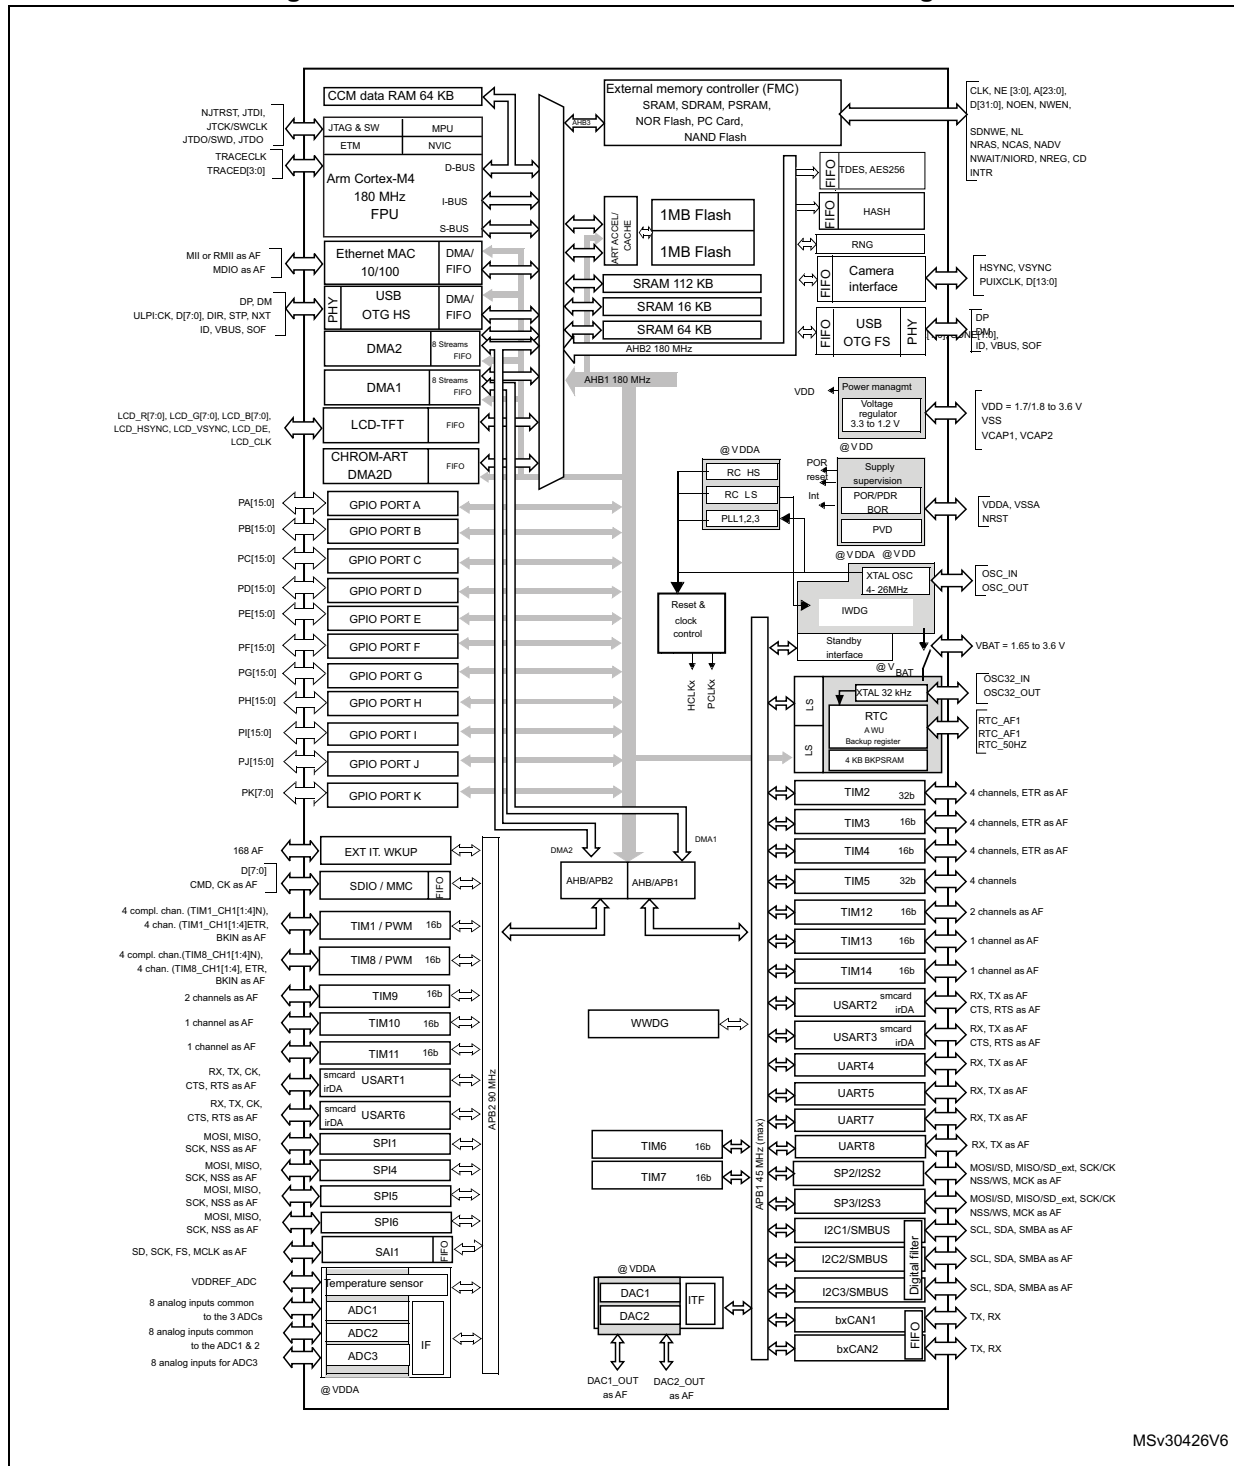 CCM data RAM 64 KB
External memory controller (FMC)
SRAM, SDRAM, PSRAM,
NOR Flash, PC Card,
NAND Flash
AHB3
CLK, NE [3:0], A[23:0],
D[31:0], NOEN, NWEN,
SDNWE, NL
NRAS, NCAS, NADV
NWAIT/NIORD, NREG, CD
INTR
NJTRST, JTDI,
JTCK/SWCLK
JTDO/SWD, JTDO
TRACECLK
TRACED[3:0]
JTAG & SW
MPU
ETM
NVIC
Arm Cortex-M4
180 MHz
FPU
D-BUS
I-BUS
S-BUS
ART ACCEL/
CACHE
1MB Flash
1MB Flash
SRAM 112 KB
SRAM 16 KB
SRAM 64 KB
AHB2 180 MHz
AHB1 180 MHz
FIFO
TDES, AES256
FIFO
HASH
RNG
FIFO
Camera
interface
HSYNC, VSYNC
PUIXCLK, D[13:0]
FIFO
USB
OTG FS
PHY
DP
DM
ID, VBUS, SOF
MII or RMII as AF
MDIO as AF
Ethernet MAC
10/100
DMA/
FIFO
DP, DM
ULPI:CK, D[7:0], DIR, STP, NXT
ID, VBUS, SOF
PHY
USB
OTG HS
DMA/
FIFO
DMA2
8 Streams
FIFO
DMA1
8 Streams
FIFO
LCD_R[7:0], LCD_G[7:0], LCD_B[7:0],
LCD_HSYNC, LCD_VSYNC, LCD_DE,
LCD_CLK
LCD-TFT
FIFO
CHROM-ART
DMA2D
FIFO
VDD
Power managmt
Voltage
regulator
3.3 to 1.2 V
VDD = 1.7/1.8 to 3.6 V
VSS
VCAP1, VCAP2
@VDD
@VDDA
RC HS
RC LS
PLL1,2,3
POR
reset
Int
Supply
supervision
POR/PDR
BOR
PVD
VDDA, VSSA
NRST
@VDDA @VDD
XTAL OSC
4- 26MHz
IWDG
OSC_IN
OSC_OUT
Standby
interface
VBAT = 1.65 to 3.6 V
@VBAT
Reset &
clock
control
HCLKx
PCLKx
LS
LS
XTAL 32 kHz
RTC
AWU
Backup register
4 KB BKPSRAM
OSC32_IN
OSC32_OUT
RTC_AF1
RTC_AF1
RTC_50HZ
PA[15:0]
GPIO PORT A
PB[15:0]
GPIO PORT B
PC[15:0]
GPIO PORT C
PD[15:0]
GPIO PORT D
PE[15:0]
GPIO PORT E
PF[15:0]
GPIO PORT F
PG[15:0]
GPIO PORT G
PH[15:0]
GPIO PORT H
PI[15:0]
GPIO PORT I
PJ[15:0]
GPIO PORT J
PK[7:0]
GPIO PORT K
DMA2
DMA1
AHB/APB2
AHB/APB1
168 AF
EXT IT. WKUP
D[7:0]
CMD, CK as AF
SDIO / MMC
FIFO
4 compl. chan. (TIM1_CH1[1:4]N),
4 chan. (TIM1_CH1[1:4]ETR,
BKIN as AF
TIM1 / PWM 16b
4 compl. chan.(TIM8_CH1[1:4]N),
4 chan. (TIM8_CH1[1:4], ETR,
BKIN as AF
TIM8 / PWM 16b
2 channels as AF
TIM9 16b
1 channel as AF
TIM10 16b
1 channel as AF
TIM11 16b
RX, TX, CK,
CTS, RTS as AF
smcard
irDA
USART1
RX, TX, CK,
CTS, RTS as AF
smcard
irDA
USART6
MOSI, MISO,
SCK, NSS as AF
SPI1
MOSI, MISO,
SCK, NSS as AF
SPI4
MOSI, MISO,
SCK, NSS as AF
SPI5
MOSI, MISO,
SCK, NSS as AF
SPI6
SD, SCK, FS, MCLK as AF
SAI1
FIFO
VDDREF_ADC
Temperature sensor
8 analog inputs common
to the 3 ADCs
ADC1
8 analog inputs common
to the ADC1 & 2
ADC2
8 analog inputs for ADC3
ADC3
IF
@VDDA
APB2 90 MHz
WWDG
TIM6 16b
TIM7 16b
@VDDA
DAC1
DAC2
ITF
DAC1_OUT
as AF
DAC2_OUT
as AF
APB1 45 MHz (max)
TIM2 32b
4 channels, ETR as AF
TIM3 16b
4 channels, ETR as AF
TIM4 16b
4 channels, ETR as AF
TIM5 32b
4 channels
TIM12 16b
2 channels as AF
TIM13 16b
1 channel as AF
TIM14 16b
1 channel as AF
USART2
smcard
irDA
RX, TX as AF
CTS, RTS as AF
USART3
smcard
irDA
RX, TX as AF
CTS, RTS as AF
UART4
RX, TX as AF
UART5
RX, TX as AF
UART7
RX, TX as AF
UART8
RX, TX as AF
SP2/I2S2
MOSI/SD, MISO/SD_ext, SCK/CK
NSS/WS, MCK as AF
SP3/I2S3
MOSI/SD, MISO/SD_ext, SCK/CK
NSS/WS, MCK as AF
I2C1/SMBUS
SCL, SDA, SMBA as AF
I2C2/SMBUS
SCL, SDA, SMBA as AF
I2C3/SMBUS
SCL, SDA, SMBA as AF
Digital filter
bxCAN1
TX, RX
bxCAN2
TX, RX
FIFO
MSv30426V6